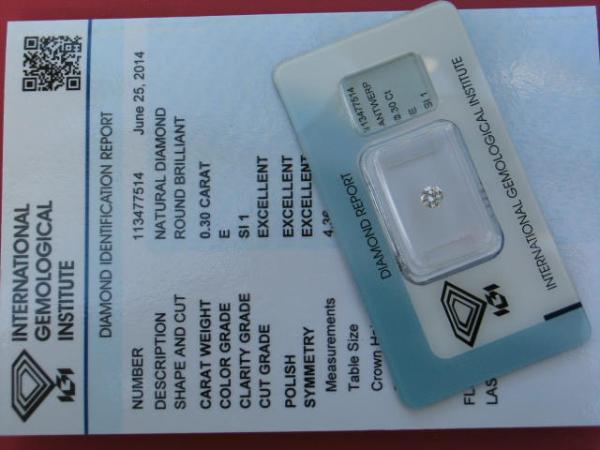 INTERNATIONAL
GEMOLOGICAL
INSTITUTE
IGI
DIAMOND IDENTIFICATION REPORT
NUMBER 113477514 June 25, 2014
DESCRIPTION NATURAL DIAMOND
SHAPE AND CUT ROUND BRILLIANT
CARAT WEIGHT 0.30 CARAT
COLOR GRADE E
CLARITY GRADE SI 1
CUT GRADE EXCELLENT
POLISH EXCELLENT
SYMMETRY EXCELLENT
Measurements
Table Size
Crown
113477514
ANTWERP
0.30 Ct
E
SI 1
DIAMOND REPORT
INTERNATIONAL GEMOLOGICAL INSTITUTE
IGI